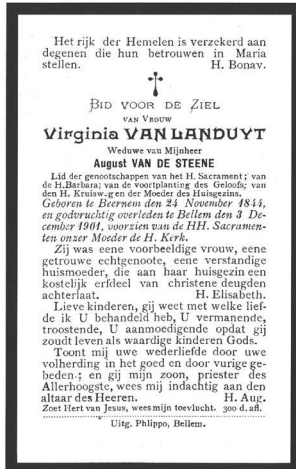 Het rijk der Hemelen is verzekerd aan
degenen die hun betrouwen in Maria
stellen. H. Bonav.
BID VOOR DE ZIEL
VAN VROUW
Virginia VAN LANDUYT
Weduwe vau Mijnheer
August VAN DE STEENE
Lid der genootschappen van het H. Sacrament; van
de H.Barbara; van de voortplanting des Geloofs; van
den H. Kruisweg en der Moeder des Huisgezins.
Geboren te Beernem den 24 November 1844,
en godvruchtig overleden te Bellem den 3 De-
cember 1901, voorzien van de HH. Sacramen-
ten onzer Moeder de H. Kerk.
Zij was eene voorbeeldige vrouw, eene
getrouwe echtgenoote, eene verstandige
huismoeder, die aan haar huisgezin een
kostelijk erfdeel van christene deugden
achterlaat. H. Elisabeth.
Lieve kinderen, gij weet met welke lief-
de ik U behandeld heb, U vermanende,
troostende, U aanmoedigende opdat gij
zoudt leven als waardige kinderen Gods.
Toont mij uwe wederliefde door uwe
volherding in het goed en door vurige ge-
beden; en gij mijn zoon, priester des
Allerhoogste, wees mij indachtig aan den
altaar des Heeren. H. Aug.
Zoet Hert van Jesus, wees mijn toevlucht. 300 d. afl.
Uitg. Phlippo, Bellem.